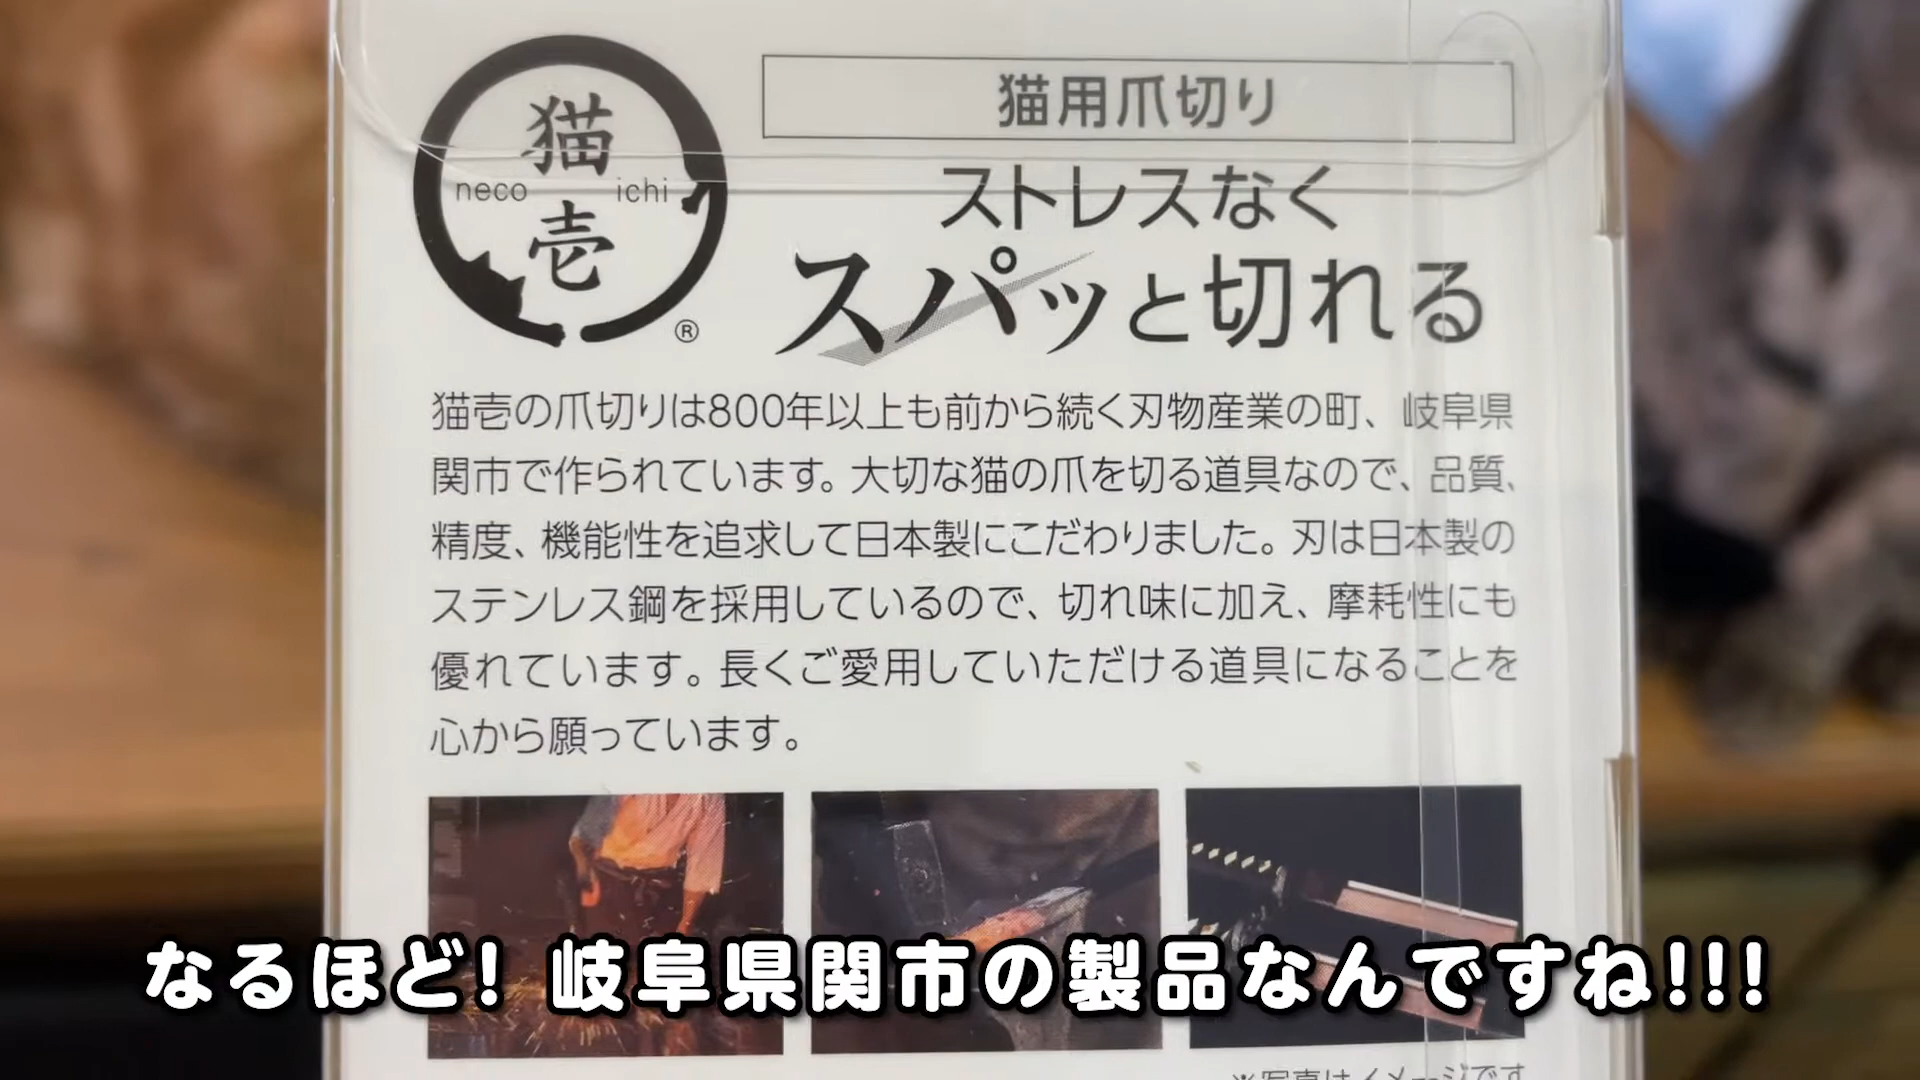 猫
neco ichi
壱
®
猫用爪切り
ストレスなく
スパッと切れる
猫壱の爪切りは800年以上も前から続く刃物産業の町、岐阜県
関市で作られています。大切な猫の爪を切る道具なので、品質、
精度、機能性を追求して日本製にこだわりました。刃は日本製の
ステンレス鋼を採用しているので、切れ味に加え、摩耗性にも
優れています。長くご愛用していただける道具になることを
心から願っています。
なるほど！岐阜県関市の製品なんですね！！！
※写真はイメージです